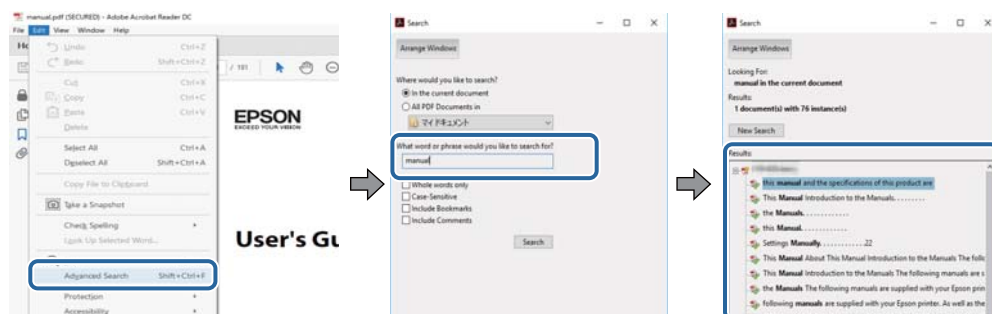 manual.pdf (SECURED) - Adobe Acrobat Reader DC
File Edit View Window Help
Undo Ctrl+Z
Redo Shift+Ctrl+Z
Cut Ctrl+X
Copy Ctrl+C
Paste Ctrl+V
Delete
Select All Ctrl+A
Deselect All Shift+Ctrl+A
Copy File to Clipboard
Take a Snapshot
Check Spelling
Look Up Selected Word...
Advanced Search Shift+Ctrl+F
Protection
Accessibility
/ 181
EPSON
EXCEED YOUR VISION
User's Gu
Search
Arrange Windows
Where would you like to search?
In the current document
All PDF Documents in
マイ ドキュメント
What word or phrase would you like to search for?
manual
Whole words only
Case-Sensitive
Include Bookmarks
Include Comments
Search
Search
Arrange Windows
Looking For:
manual in the current document
Results:
1 document(s) with 76 instance(s)
New Search
Results:
this manual and the specifications of this product are
This Manual Introduction to the Manuals. . . . . . . . .
the Manuals. . . . . . . . . . . .
this Manual. . . . . . . . . . . .
Settings Manually. . . . . . . . . . . .22
This Manual About This Manual Introduction to the Manuals The follo
This Manual Introduction to the Manuals The following manuals are s
the Manuals The following manuals are supplied with your Epson prin
following manuals are supplied with your Epson printer. As well as the